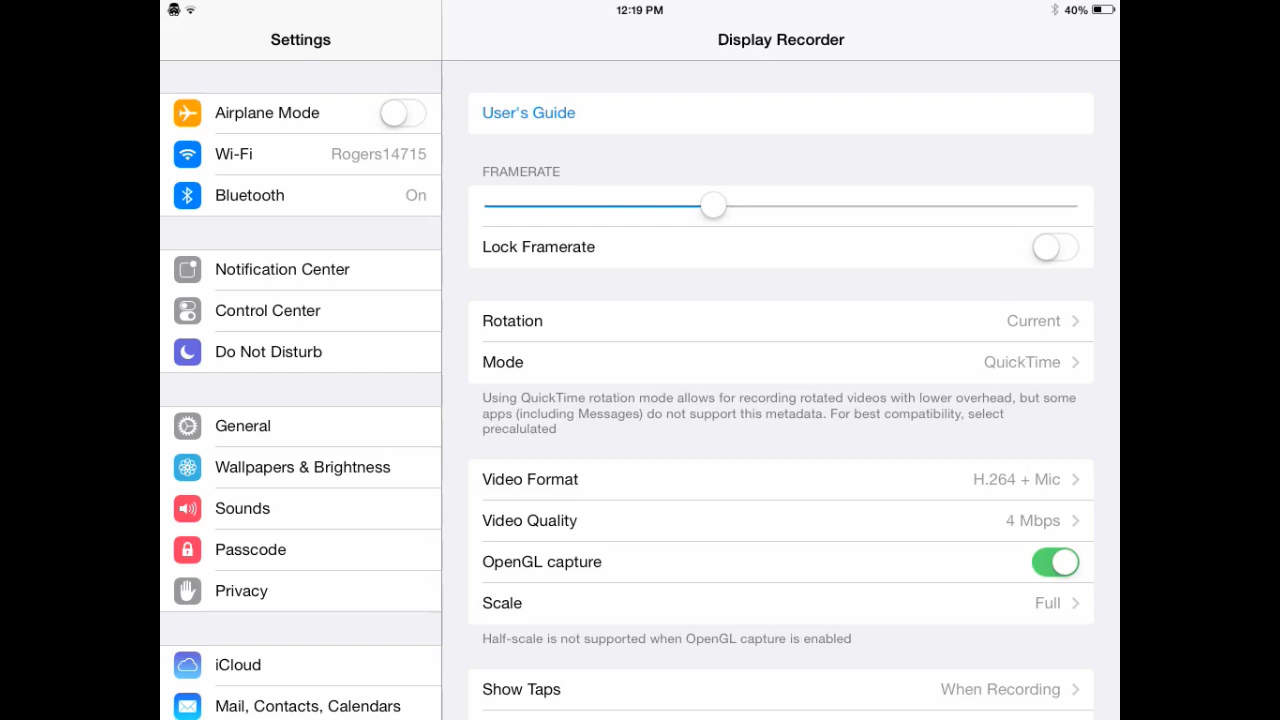 12:19 PM
40%
Settings
Display Recorder
Airplane Mode
Wi-Fi Rogers14715
Bluetooth On
Notification Center
Control Center
Do Not Disturb
General
Wallpapers & Brightness
Sounds
Passcode
Privacy
iCloud
Mail, Contacts, Calendars
User's Guide
FRAMERATE
Lock Framerate
Rotation Current
Mode QuickTime
Using QuickTime rotation mode allows for recording rotated videos with lower overhead, but some
apps (including Messages) do not support this metadata. For best compatibility, select
precalulated
Video Format H.264 + Mic
Video Quality 4 Mbps
OpenGL capture
Scale Full
Half-scale is not supported when OpenGL capture is enabled
Show Taps When Recording